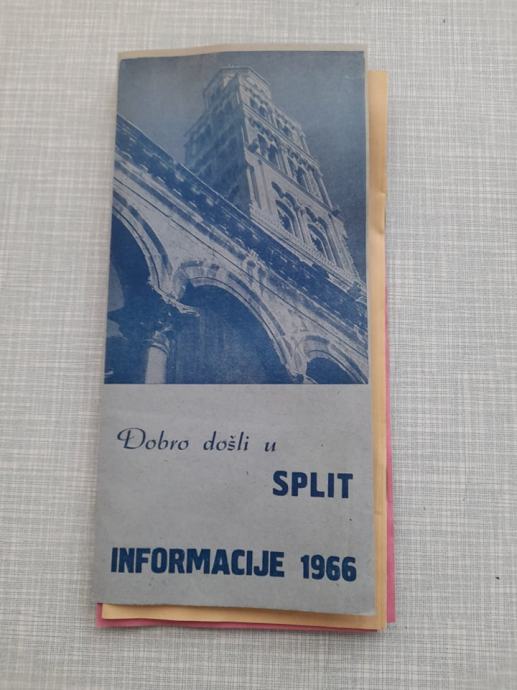 Dobro došli u
SPLIT
INFORMACIJE 1966